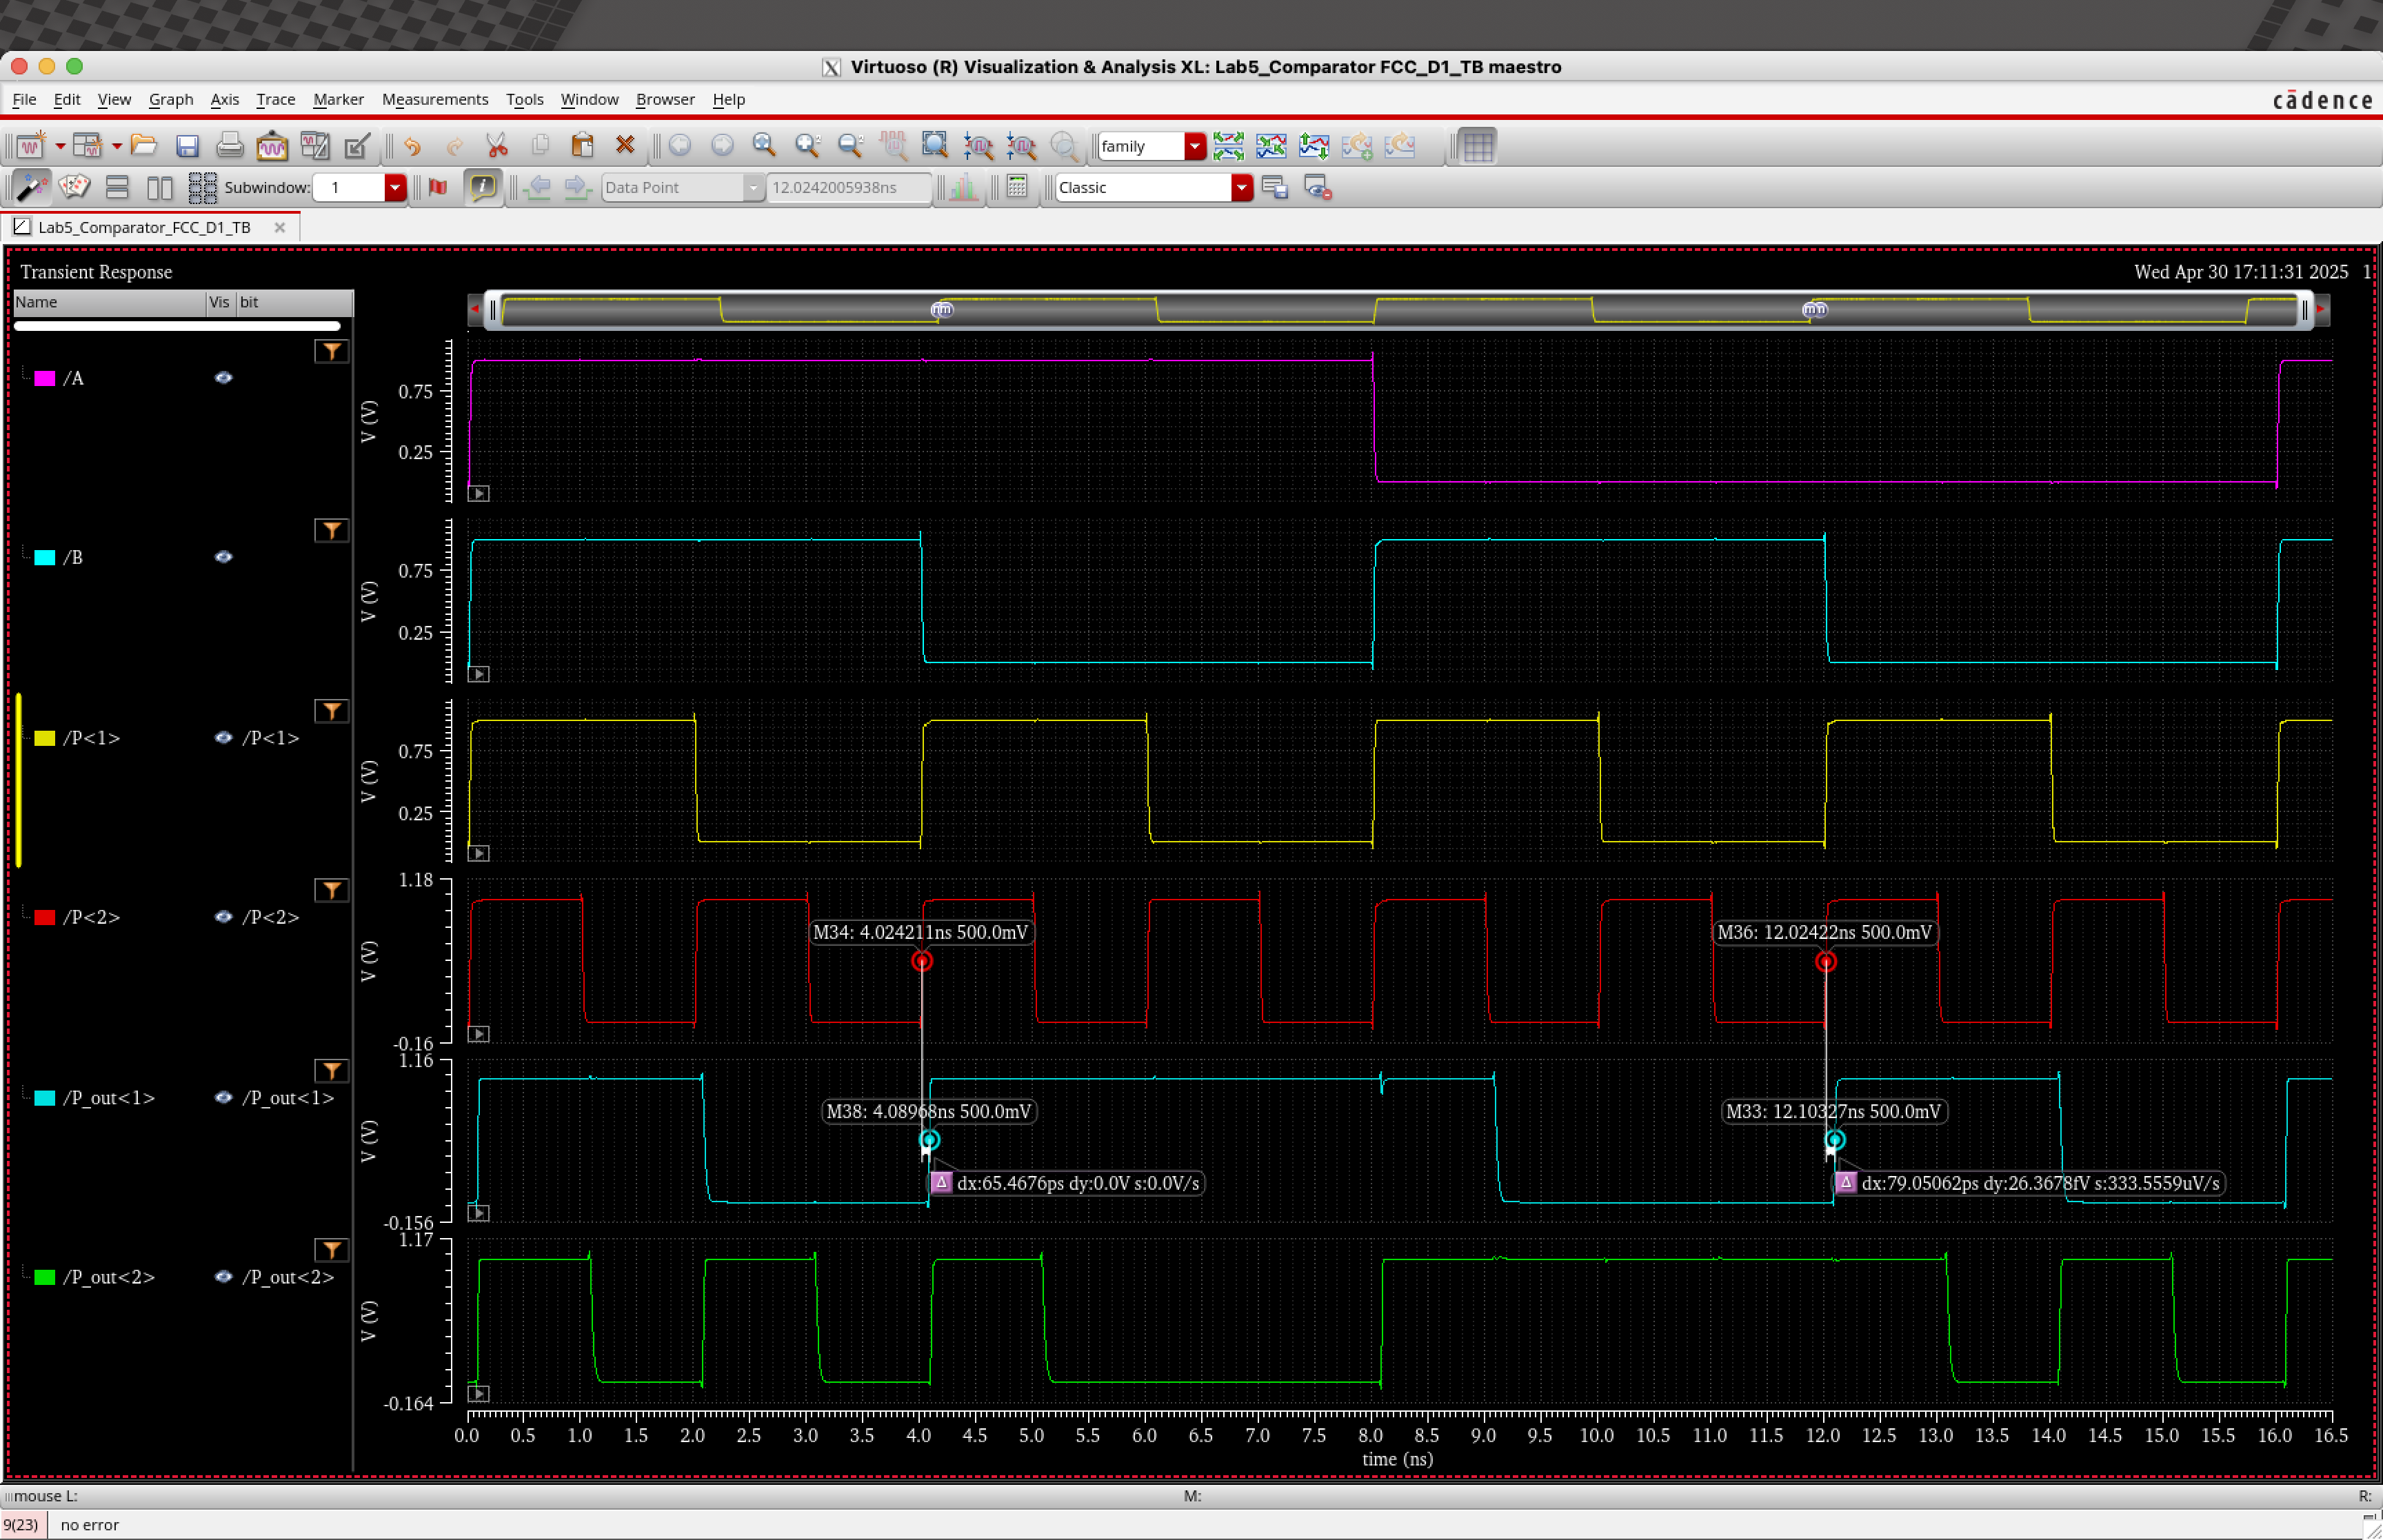 Virtuoso (R) Visualization & Analysis XL: Lab5_Comparator FCC_D1_TB maestro
File Edit View Graph Axis Trace Marker Measurements Tools Window Browser Help
cādence
family
Subwindow: 1
Data Point
12.0242005938ns
Classic
Lab5_Comparator_FCC_D1_TB
Transient Response
Wed Apr 30 17:11:31 2025 1
Name Vis bit
/A
V (V)
0.75
0.25
/B
V (V)
0.75
0.25
/P<1> /P<1>
V (V)
0.75
0.25
/P<2> /P<2>
V (V)
1.18
-0.16
M34: 4.024211ns 500.0mV
M36: 12.02422ns 500.0mV
/P_out<1> /P_out<1>
V (V)
1.16
-0.156
M38: 4.08968ns 500.0mV
M33: 12.10327ns 500.0mV
dx:65.4676ps dy:0.0V s:0.0V/s
dx:79.05062ps dy:26.3678fV s:333.5559uV/s
/P_out<2> /P_out<2>
V (V)
1.17
-0.164
0.0 0.5 1.0 1.5 2.0 2.5 3.0 3.5 4.0 4.5 5.0 5.5 6.0 6.5 7.0 7.5 8.0 8.5 9.0 9.5 10.0 10.5 11.0 11.5 12.0 12.5 13.0 13.5 14.0 14.5 15.0 15.5 16.0 16.5
time (ns)
mouse L: M: R:
9(23) no error